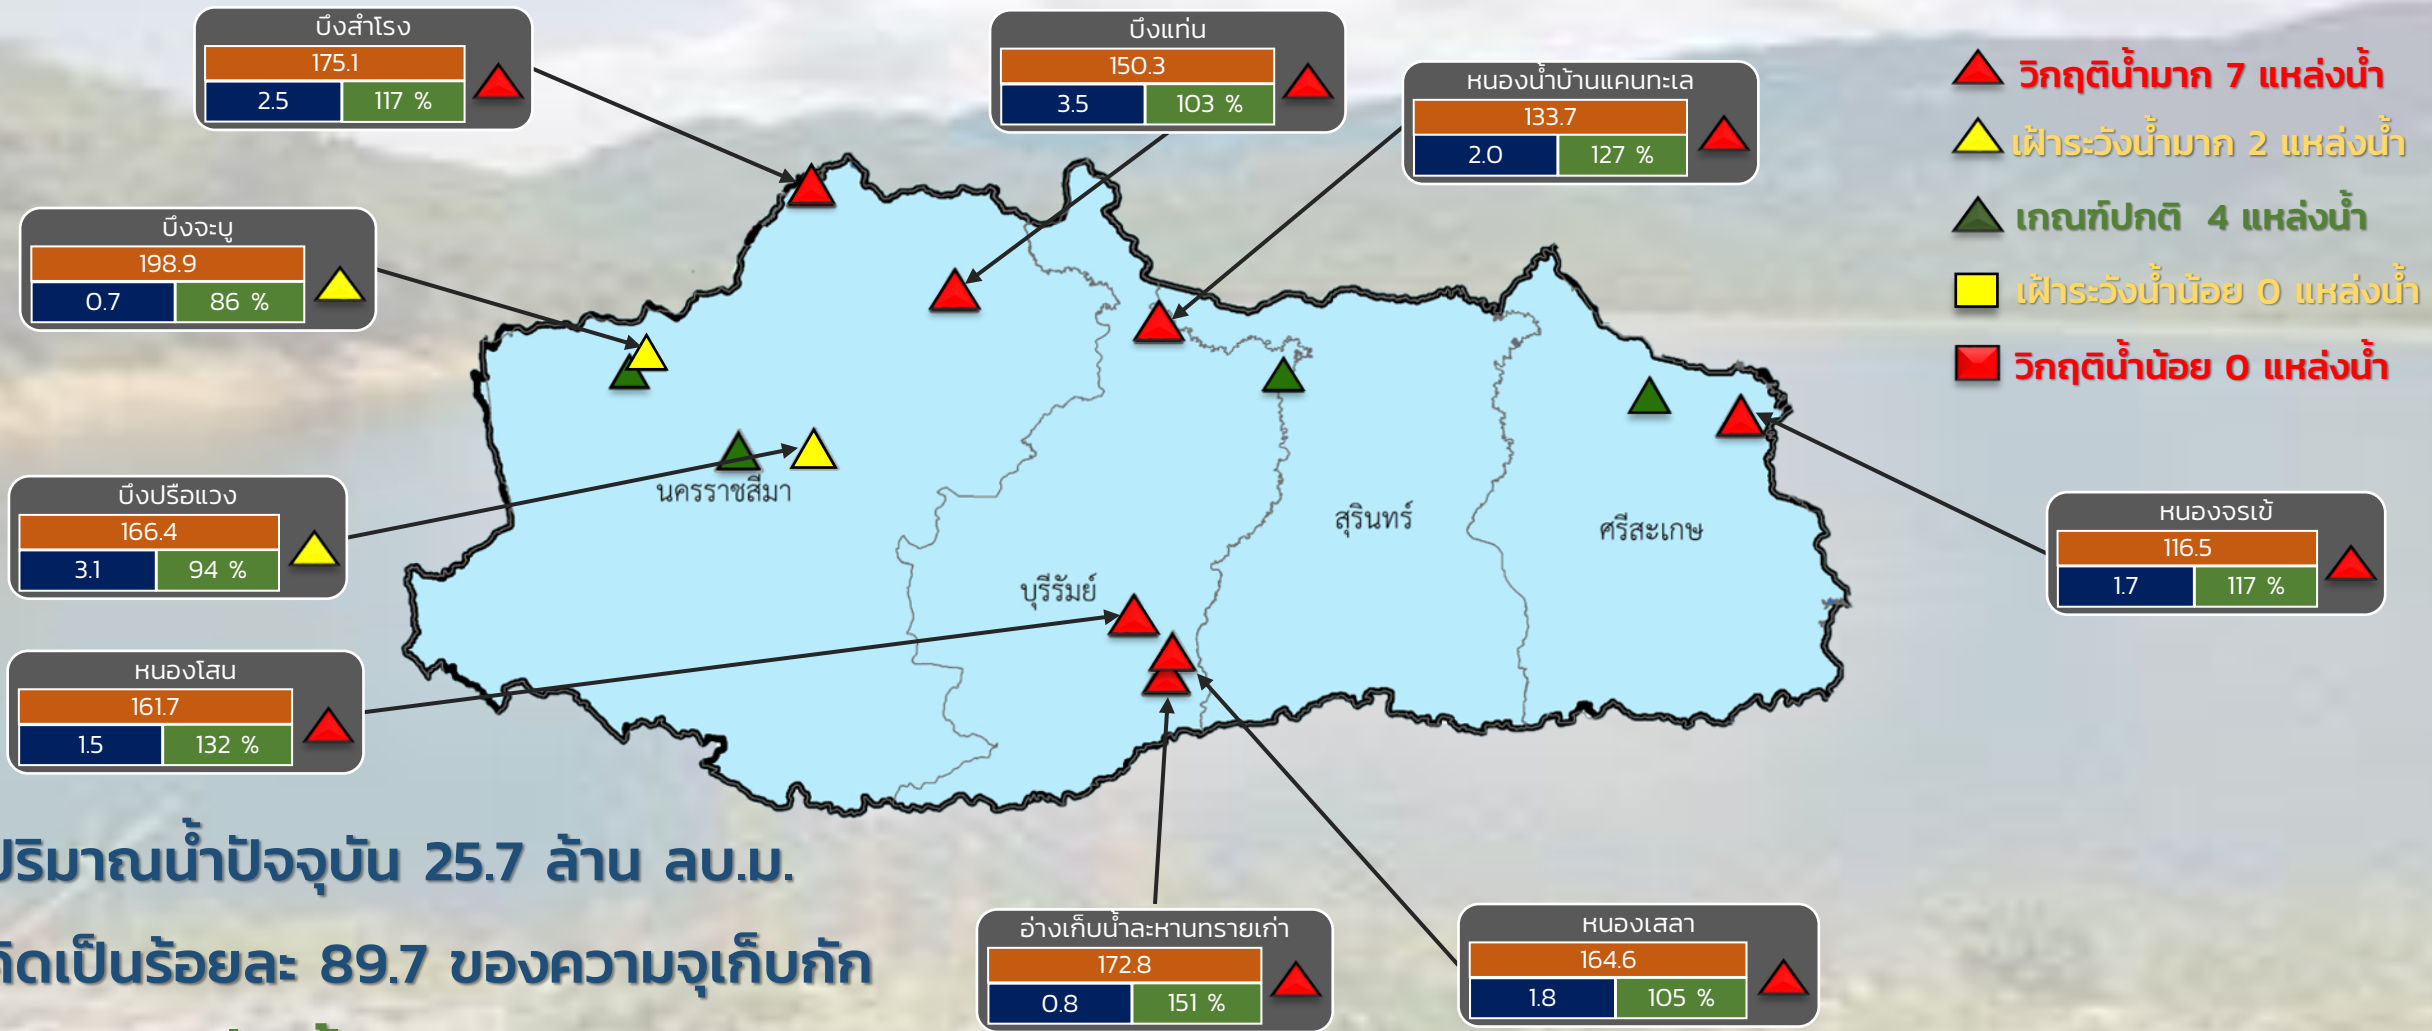 บึงสำโรง
175.1
2.5 117 %
บึงแท่น
150.3
3.5 103 %
หนองน้ำบ้านแคนทะเล
133.7
2.0 127 %
วิกฤติน้ำมาก 7 แหล่งน้ำ
เฝ้าระวังน้ำมาก 2 แหล่งน้ำ
เกณฑ์ปกติ 4 แหล่งน้ำ
เฝ้าระวังน้ำน้อย 0 แหล่งน้ำ
วิกฤติน้ำน้อย 0 แหล่งน้ำ
บึงจะบู
198.9
0.7 86 %
บึงปรือแวง
166.4
3.1 94 %
หนองโสน
161.7
1.5 132 %
นครราชสีมา
บุรีรัมย์
สุรินทร์
ศรีสะเกษ
หนองจรเข้
116.5
1.7 117 %
ปริมาณน้ำปัจจุบัน 25.7 ล้าน ลบ.ม.
คิดเป็นร้อยละ 89.7 ของความจุเก็บกัก
อ่างเก็บน้ำละหานทรายเก่า
172.8
0.8 151 %
หนองเสลา
164.6
1.8 105 %